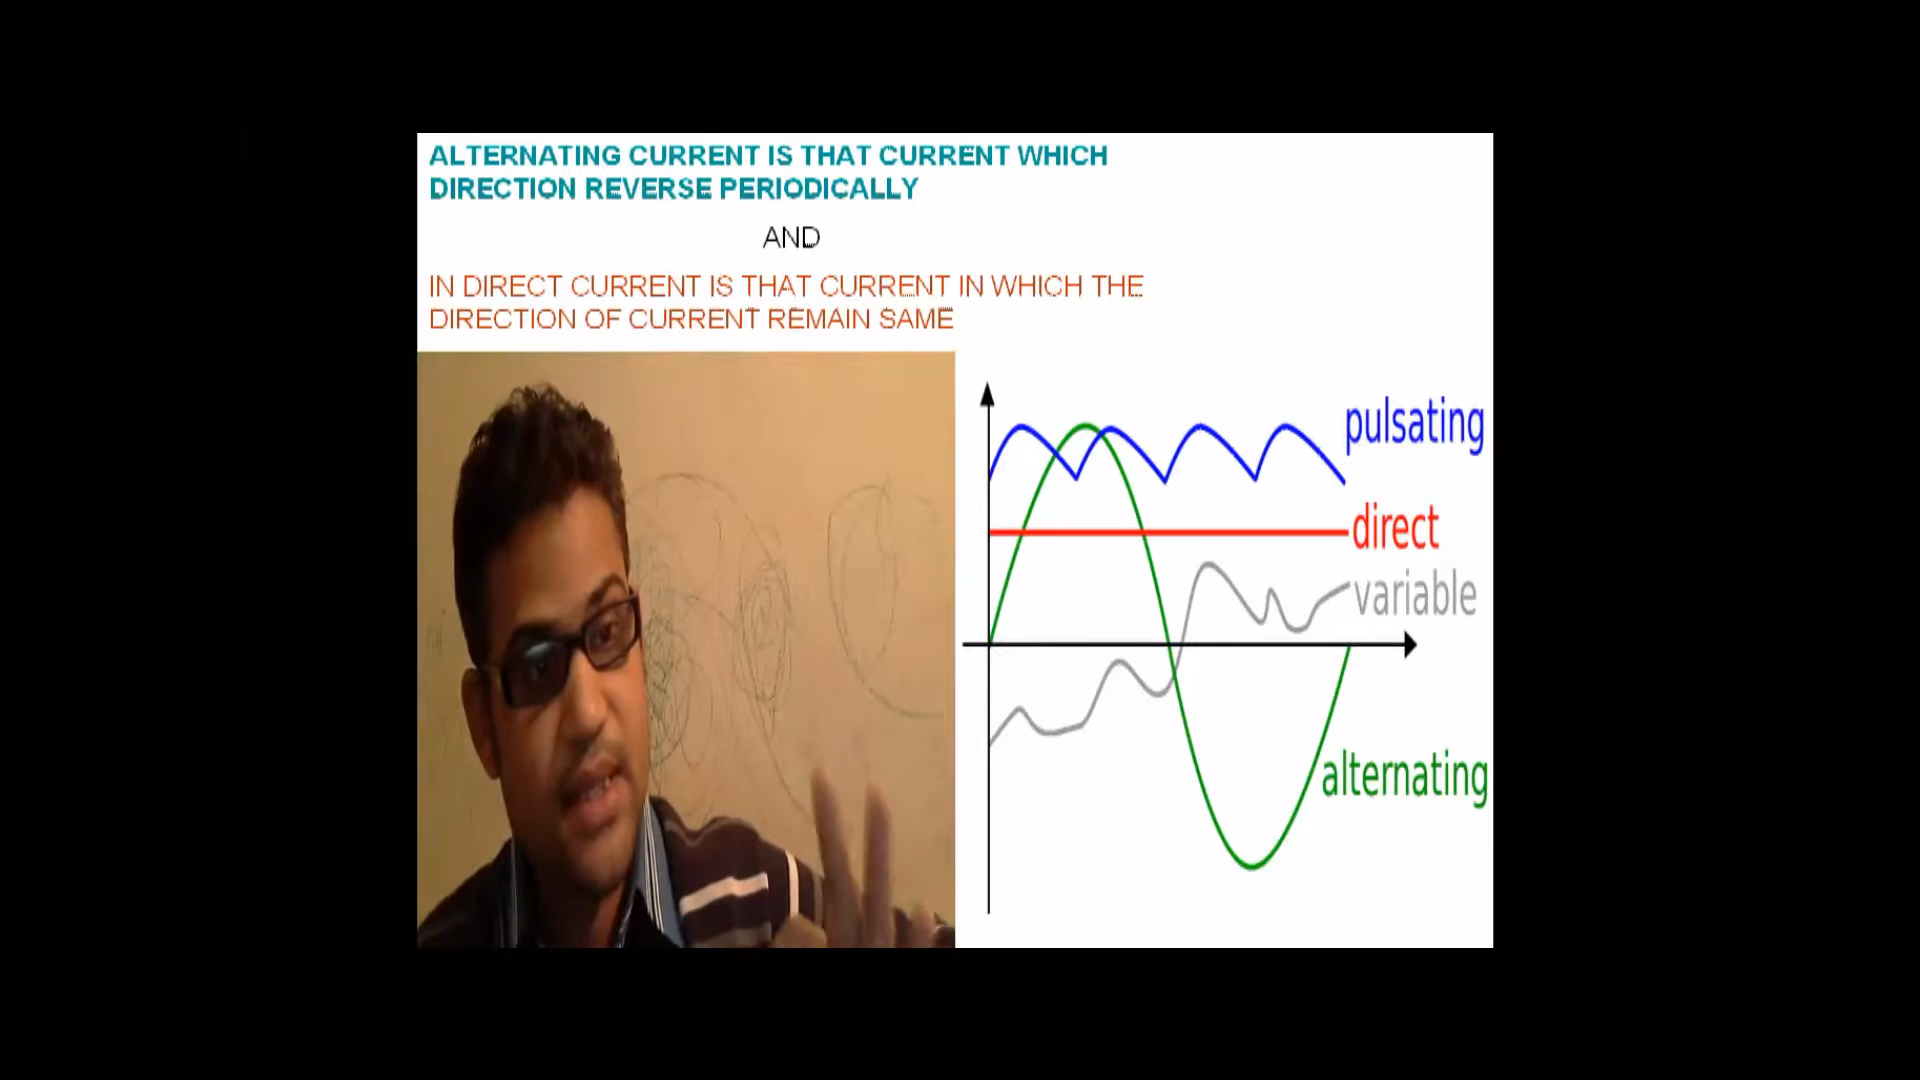 ALTERNATING CURRENT IS THAT CURRENT WHICH
DIRECTION REVERSE PERIODICALLY
AND
IN DIRECT CURRENT IS THAT CURRENT IN WHICH THE
DIRECTION OF CURRENT REMAIN SAME
pulsating
direct
variable
alternating